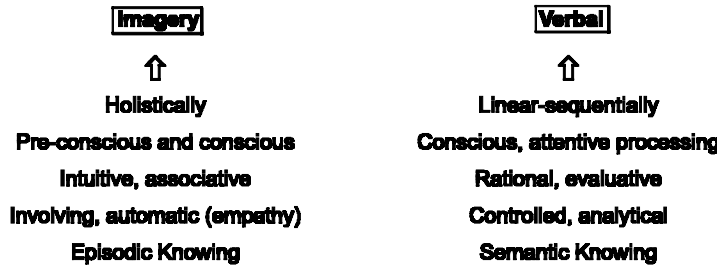 Imagery
Holistically
Pre-conscious and conscious
Intuitive, associative
Involving, automatic (empathy)
Episodic Knowing
Verbal
Linear-sequentially
Conscious, attentive processing
Rational, evaluative
Controlled, analytical
Semantic Knowing